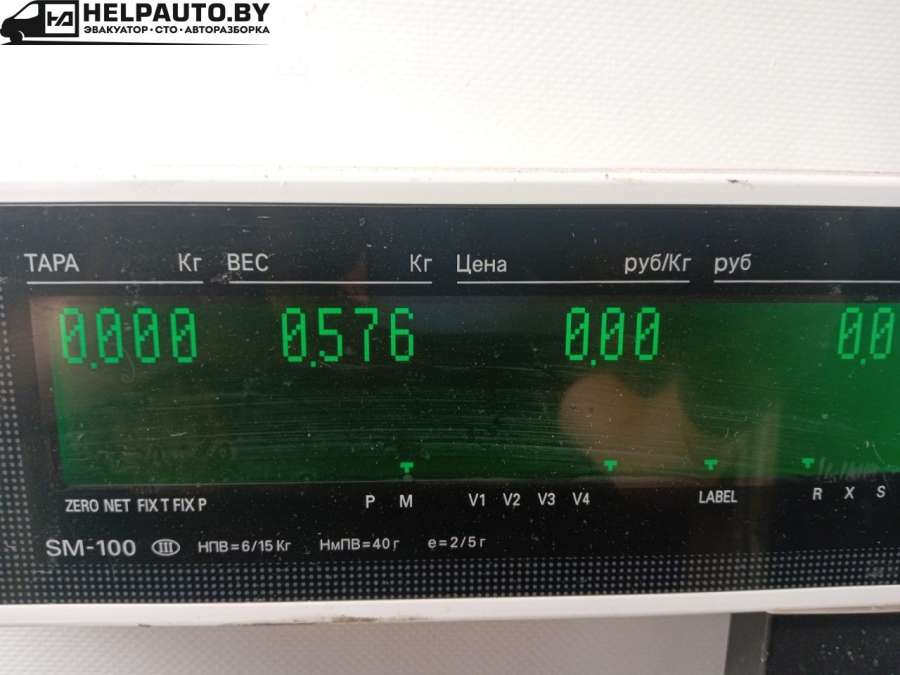 HELPAUTO.BY
ЭВАКУАТОР · СТО · АВТОРАЗБОРКА
ТАРА Кг ВЕС Кг Цена руб/Кг руб
0.000 0.576 0.00 0.0
ZERO NET FIX T FIX P P M V1 V2 V3 V4 LABEL R X S
SM-100 III НПВ=6/15 Кг НмПВ=40 г e=2/5 г